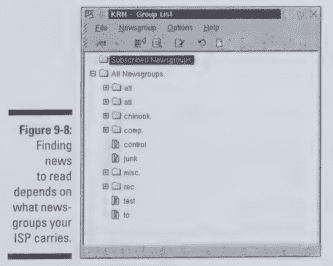 KRN - Group List
File Newsgroup Options Help
Subscribed Newsgroups
All Newsgroups
alt
atl
chinook.
comp.
control
junk
misc.
rec.
test
to
Figure 9-8:
Finding
news
to read
depends on
what news-
groups your
ISP carries.